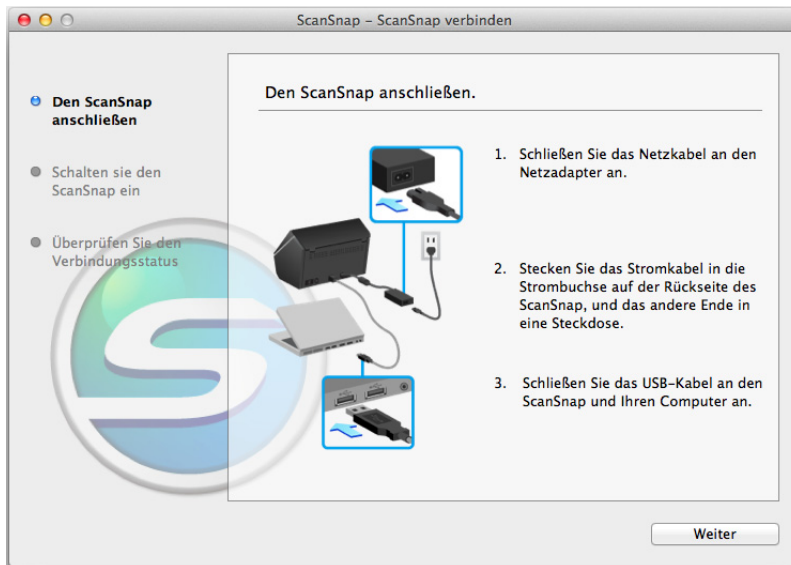 ScanSnap – ScanSnap verbinden
Den ScanSnap
anschließen
Schalten sie den
ScanSnap ein
Überprüfen Sie den
Verbindungsstatus
Den ScanSnap anschließen.
1. Schließen Sie das Netzkabel an den
Netzadapter an.
2. Stecken Sie das Stromkabel in die
Strombuchse auf der Rückseite des
ScanSnap, und das andere Ende in
eine Steckdose.
3. Schließen Sie das USB-Kabel an den
ScanSnap und Ihren Computer an.
Weiter